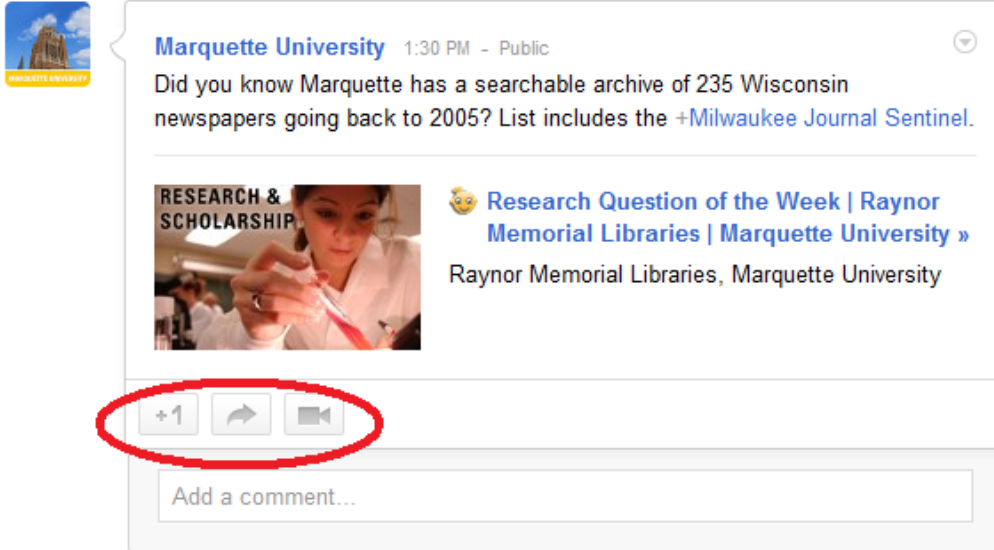 MARQUETTE UNIVERSITY
Marquette University 1:30 PM - Public
Did you know Marquette has a searchable archive of 235 Wisconsin
newspapers going back to 2005? List includes the +Milwaukee Journal Sentinel.
RESEARCH &
SCHOLARSHIP
Research Question of the Week | Raynor
Memorial Libraries | Marquette University »
Raynor Memorial Libraries, Marquette University
+1
Add a comment...